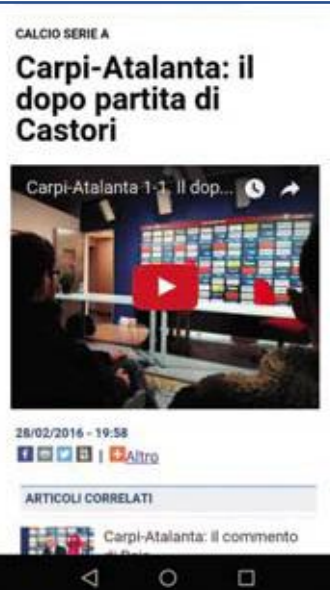 CALCIO SERIE A
Carpi-Atalanta: il
dopo partita di
Castori
Carpi-Atalanta 1-1. Il dop...
28/02/2016 - 19:58
Altro
ARTICOLI CORRELATI
Carpi-Atalanta: il commento